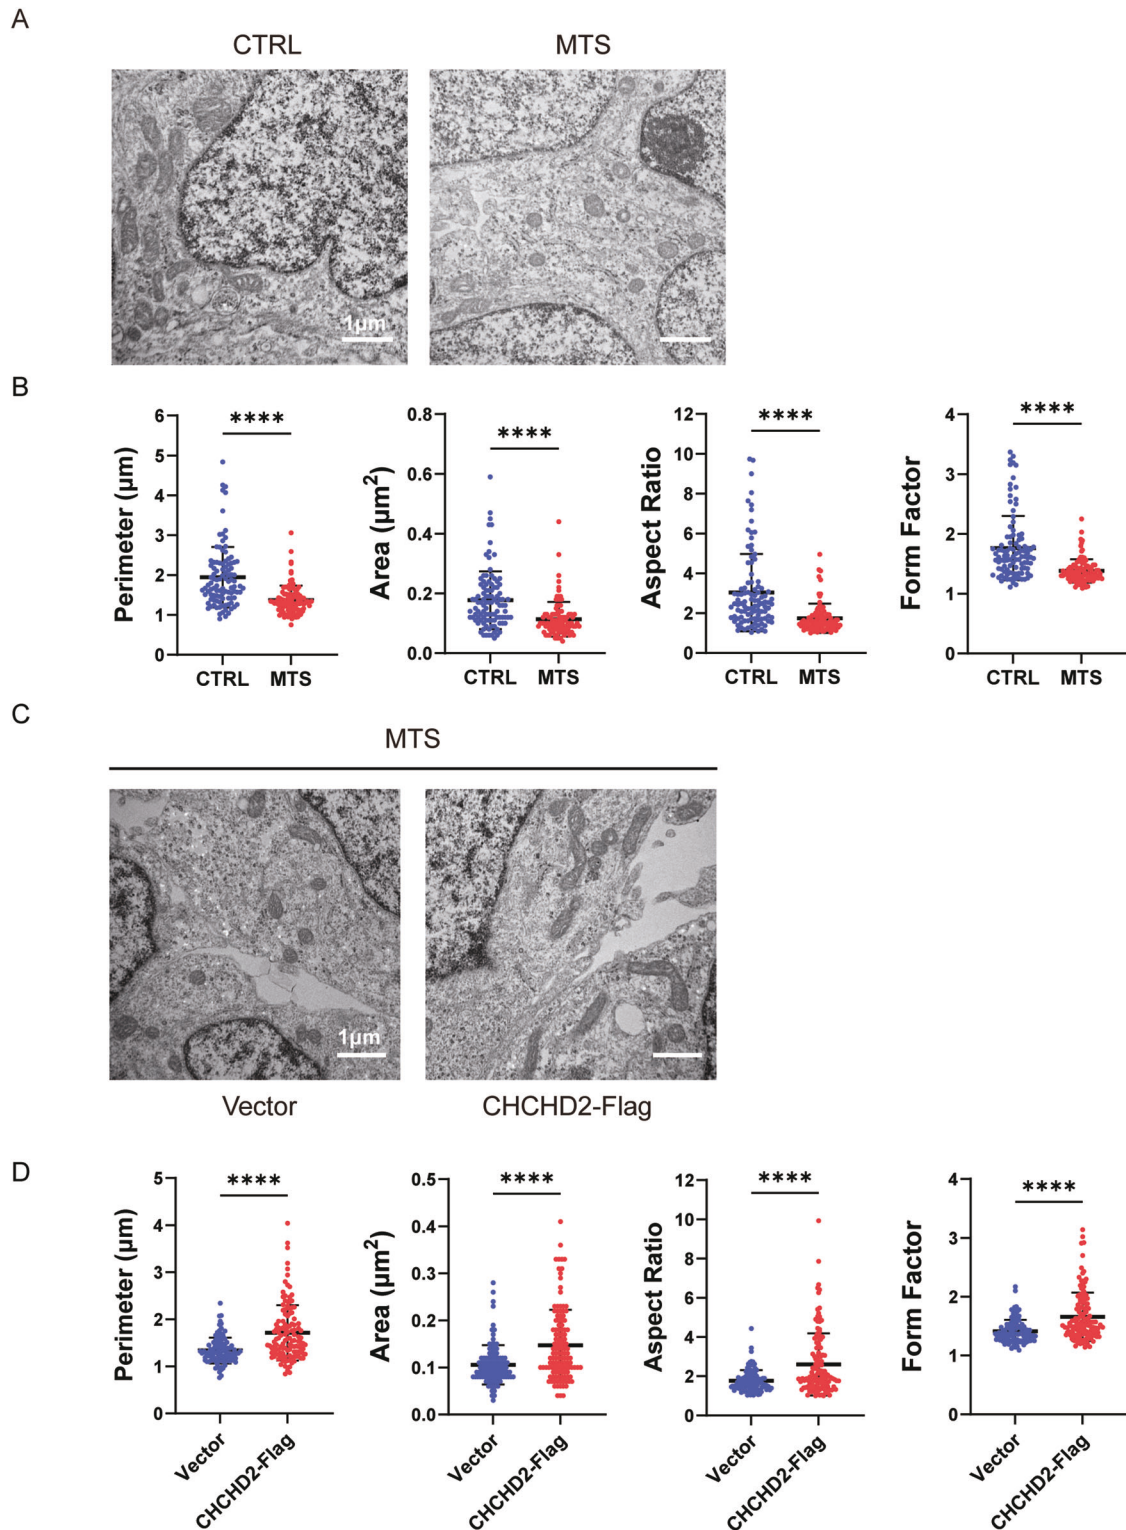 A
CTRL MTS
1μm
B
Perimeter (μm)
6
5
4
3
2
1
0
****
CTRL MTS
Area (μm²)
0.8
0.6
0.4
0.2
0.0
****
CTRL MTS
Aspect Ratio
12
10
8
6
4
2
0
****
CTRL MTS
Form Factor
4
3
2
1
0
****
CTRL MTS
C
MTS
1μm
Vector CHCHD2-Flag
D
Perimeter (μm)
5
4
3
2
1
0
****
Vector
CHCHD2-Flag
Area (μm²)
0.5
0.4
0.3
0.2
0.1
0.0
****
Vector
CHCHD2-Flag
Aspect Ratio
12
10
8
6
4
2
0
****
Vector
CHCHD2-Flag
Form Factor
4
3
2
1
0
****
Vector
CHCHD2-Flag